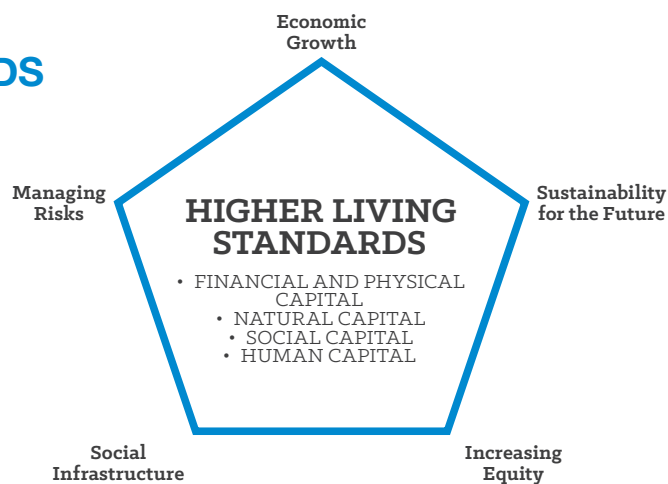 Economic
Growth
DS
Managing
Risks
Sustainability
for the Future
HIGHER LIVING
STANDARDS
• FINANCIAL AND PHYSICAL
CAPITAL
• NATURAL CAPITAL
• SOCIAL CAPITAL
• HUMAN CAPITAL
Social
Infrastructure
Increasing
Equity